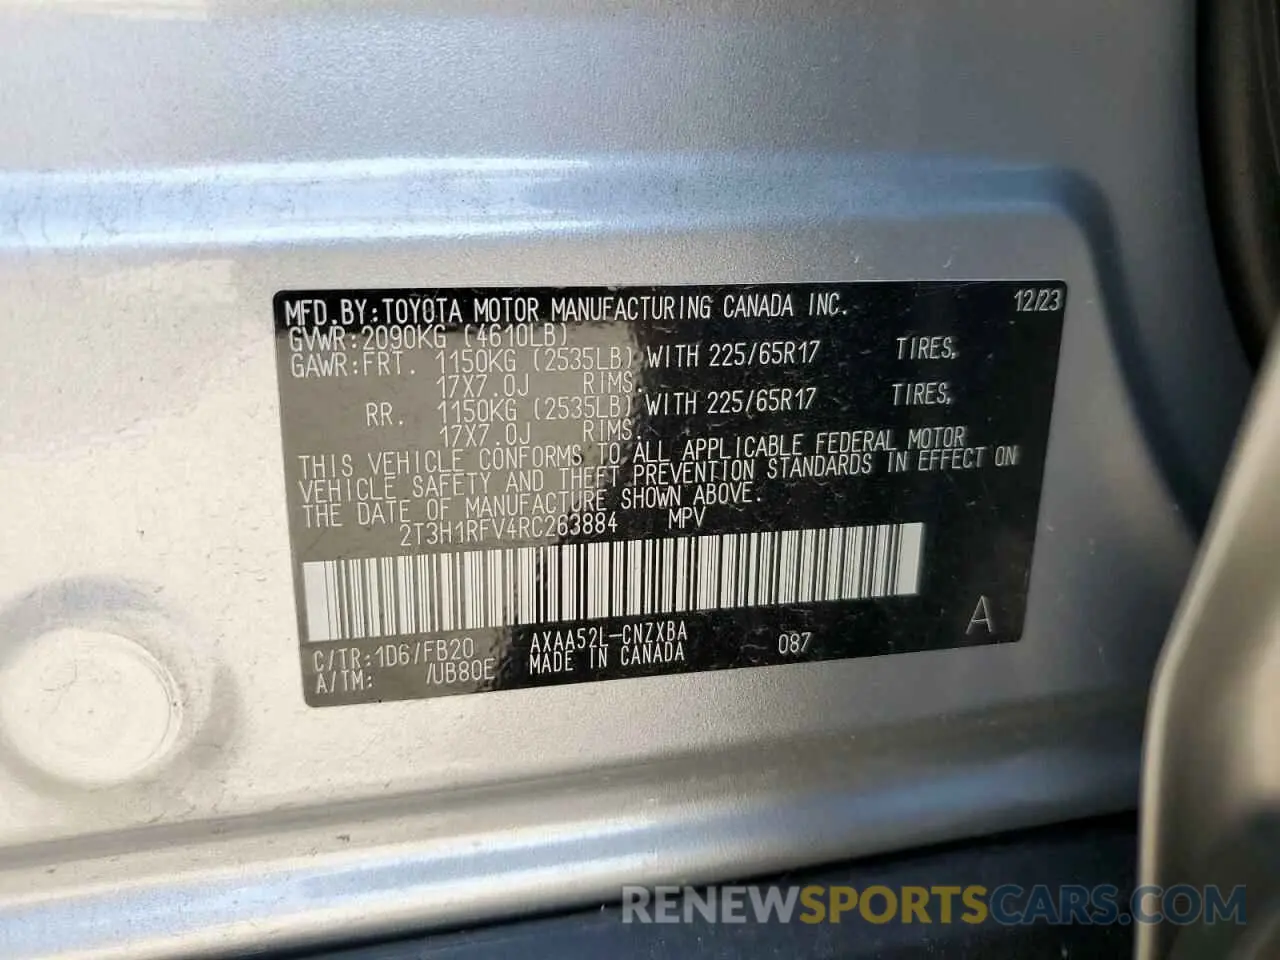 MFD.BY:TOYOTA MOTOR MANUFACTURING CANADA INC. 12/23
GVWR:2090KG (4610LB)
GAWR:FRT. 1150KG (2535LB) WITH 225/65R17 TIRES,
17X7.0J RIMS.
RR. 1150KG (2535LB) WITH 225/65R17 TIRES,
17X7.0J RIMS.
THIS VEHICLE CONFORMS TO ALL APPLICABLE FEDERAL MOTOR
VEHICLE SAFETY AND THEFT PREVENTION STANDARDS IN EFFECT ON
THE DATE OF MANUFACTURE SHOWN ABOVE.
2T3H1RFV4RC263884 MPV
C/TR:1D6/FB20 AXAA52L-CNZXBA 087 A
A/TM: /UB80E MADE IN CANADA
RENEWSPORTSCARS.COM